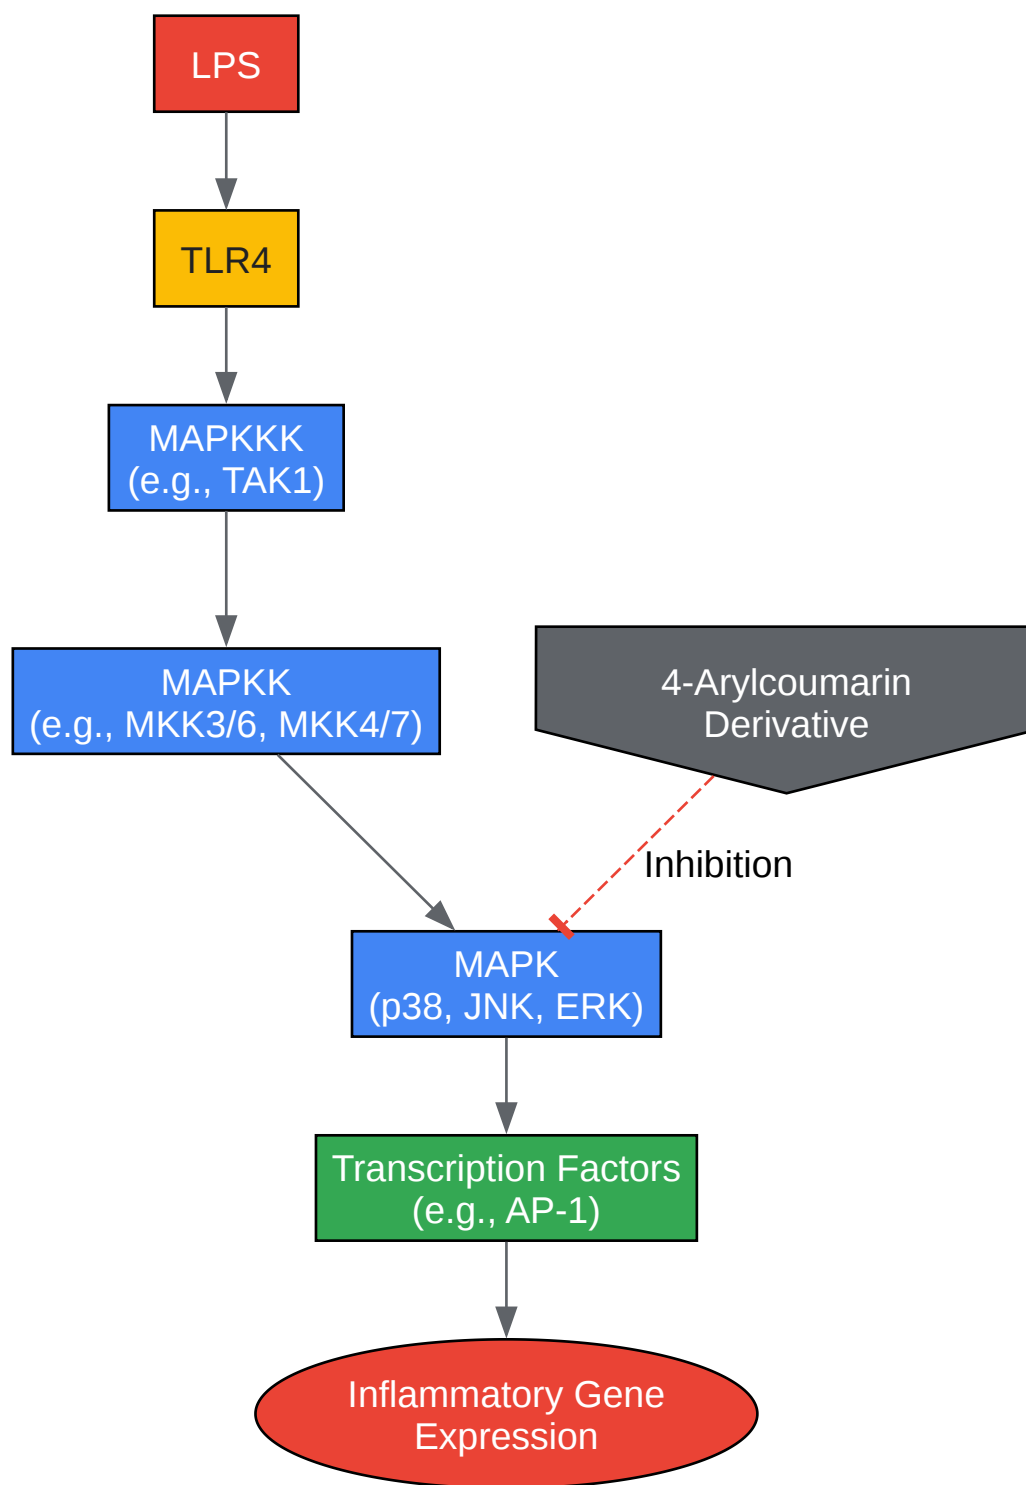 LPS
TLR4
MAPKKK
(e.g., TAK1)
MAPKK
(e.g., MKK3/6, MKK4/7)
4-Arylcoumarin
Derivative
Inhibition
MAPK
(p38, JNK, ERK)
Transcription Factors
(e.g., AP-1)
Inflammatory Gene
Expression